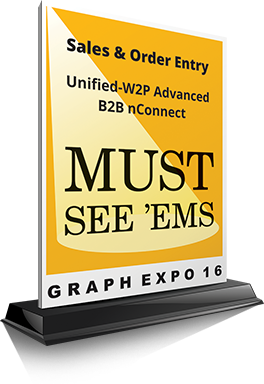 Sales & Order Entry
Unified-W2P Advanced
B2B nConnect
MUST
SEE ’EMS
GRAPH EXPO 16